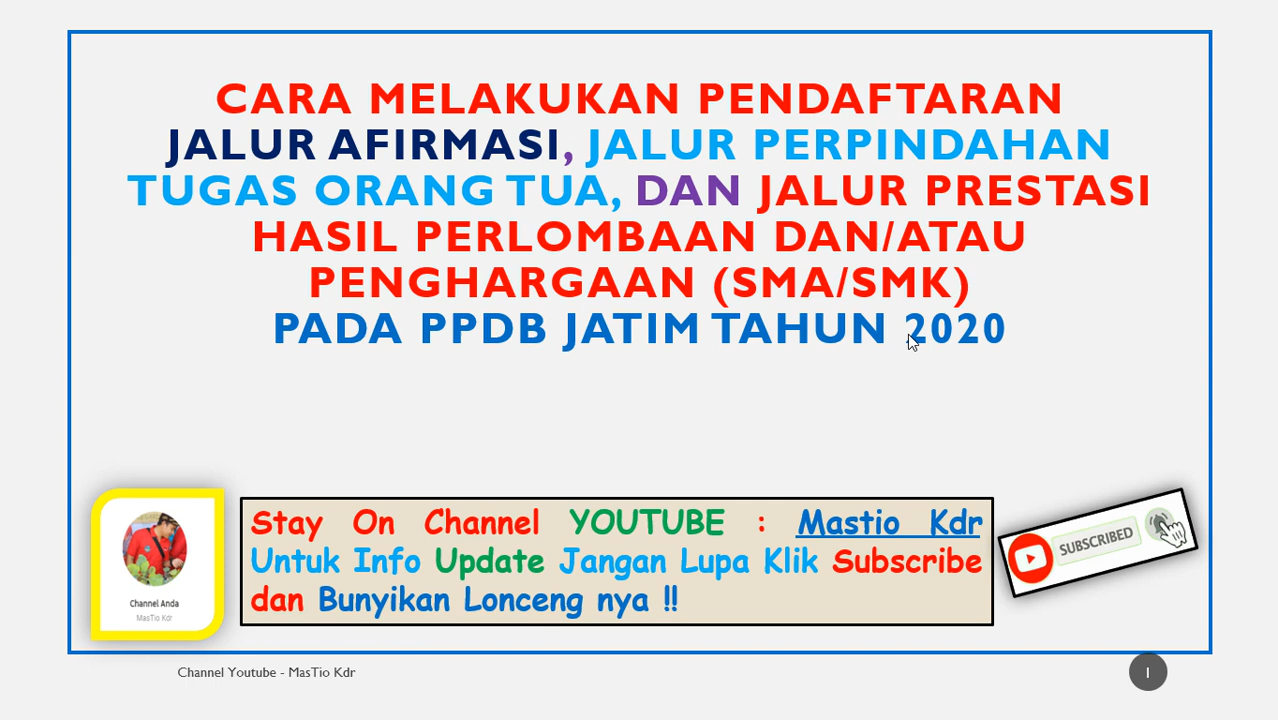 CARA MELAKUKAN PENDAFTARAN
JALUR AFIRMASI, JALUR PERPINDAHAN
TUGAS ORANG TUA, DAN JALUR PRESTASI
HASIL PERLOMBAAN DAN/ATAU
PENGHARGAAN (SMA/SMK)
PADA PPDB JATIM TAHUN 2020
Stay On Channel YOUTUBE : Mastio Kdr
Untuk Info Update Jangan Lupa Klik Subscribe
dan Bunyikan Lonceng nya !!
Channel Anda
MasTio Kdr
SUBSCRIBED
Channel Youtube - MasTio Kdr
1